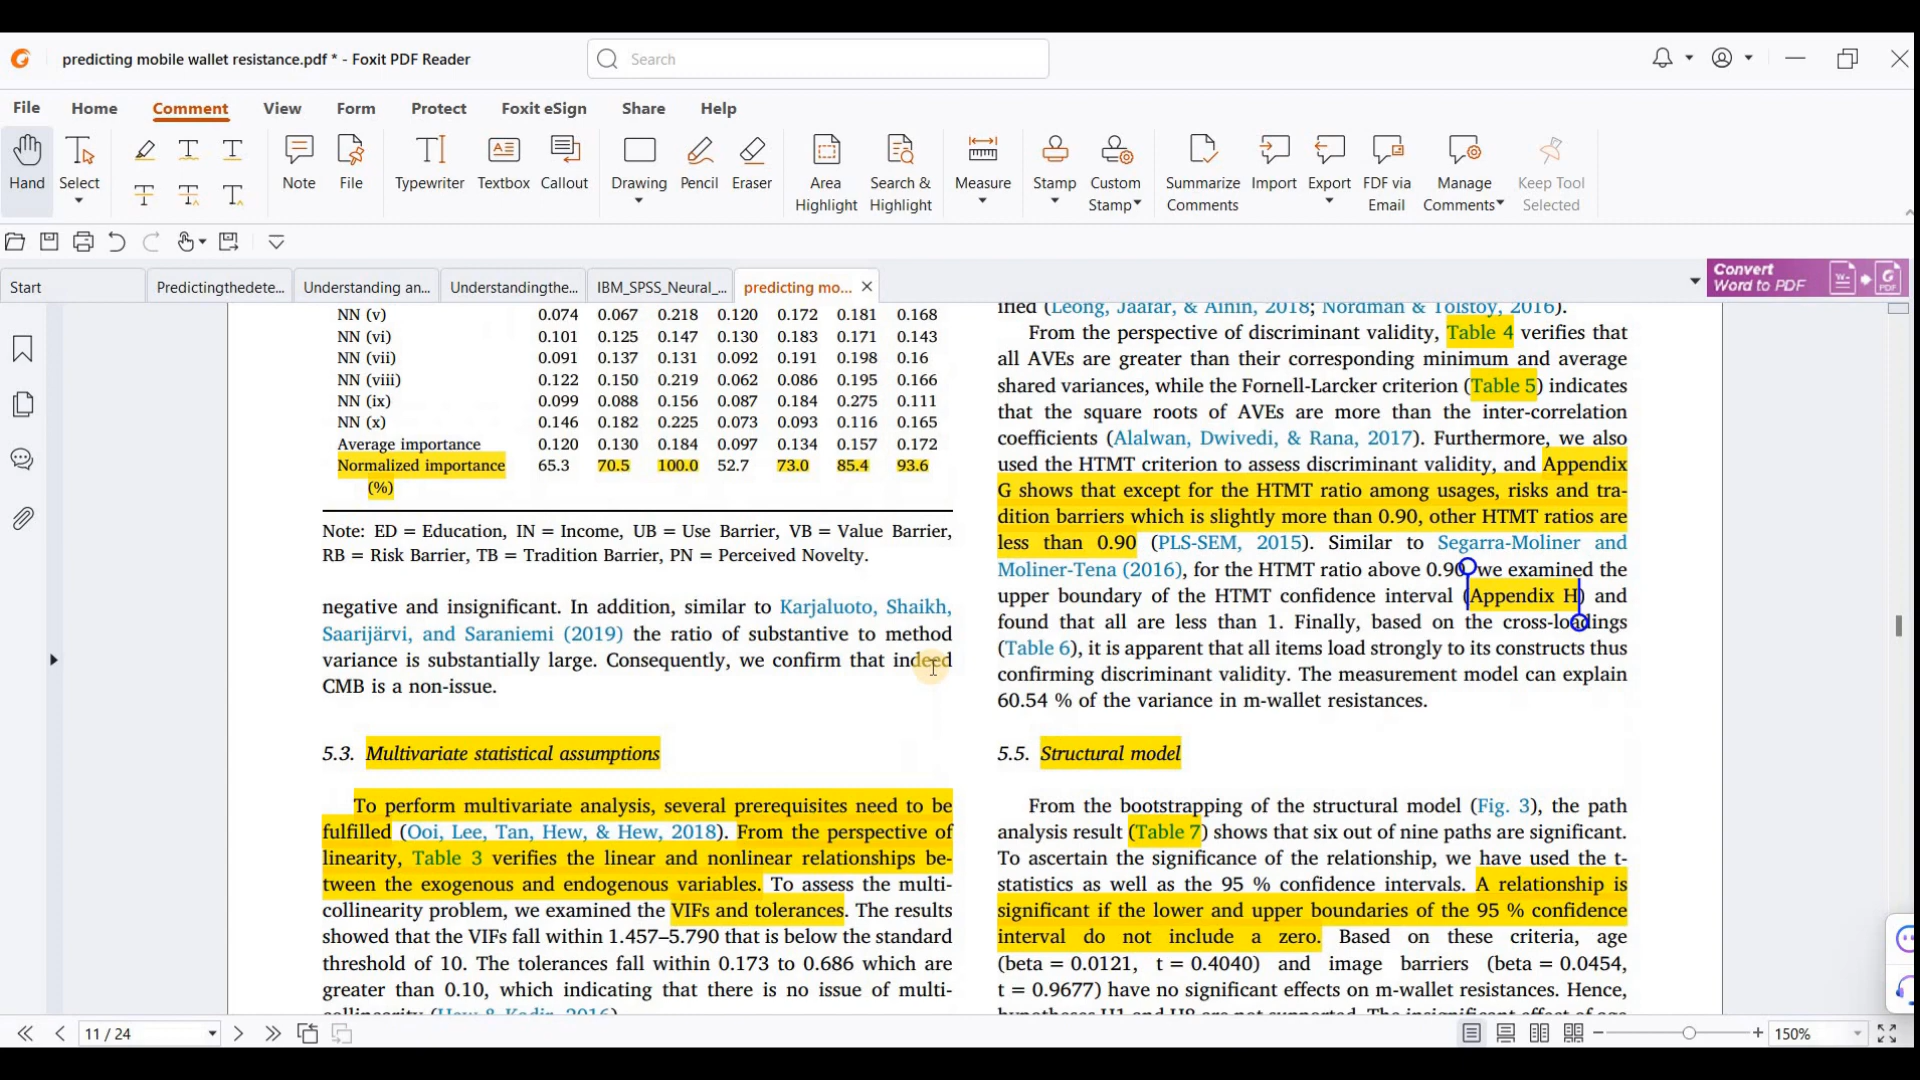 predicting mobile wallet resistance.pdf * - Foxit PDF Reader
Search
File Home Comment View Form Protect Foxit eSign Share Help
Hand
Select
Note
File
Typewriter
Textbox
Callout
Drawing
Pencil
Eraser
Area
Highlight
Search &
Highlight
Measure
Stamp
Custom
Stamp
Summarize
Comments
Import
Export
FDF via
Email
Manage
Comments
Keep Tool
Selected
Start
Predictingthedete...
Understanding an...
Understandingthe...
IBM_SPSS_Neural_...
predicting mo...
Convert
Word to PDF
NN (v) 0.074 0.067 0.218 0.120 0.172 0.181 0.168
NN (vi) 0.101 0.125 0.147 0.130 0.183 0.171 0.143
NN (vii) 0.091 0.137 0.131 0.092 0.191 0.198 0.16
NN (viii) 0.122 0.150 0.219 0.062 0.086 0.195 0.166
NN (ix) 0.099 0.088 0.156 0.087 0.184 0.275 0.111
NN (x) 0.146 0.182 0.225 0.073 0.093 0.116 0.165
Average importance 0.120 0.130 0.184 0.097 0.134 0.157 0.172
Normalized importance 65.3 70.5 100.0 52.7 73.0 85.4 93.6
(%)
Note: ED = Education, IN = Income, UB = Use Barrier, VB = Value Barrier,
RB = Risk Barrier, TB = Tradition Barrier, PN = Perceived Novelty.
negative and insignificant. In addition, similar to Karjaluoto, Shaikh,
Saarijärvi, and Saraniemi (2019) the ratio of substantive to method
variance is substantially large. Consequently, we confirm that indeed
CMB is a non-issue.
5.3. Multivariate statistical assumptions
To perform multivariate analysis, several prerequisites need to be
fulfilled (Ooi, Lee, Tan, Hew, & Hew, 2018). From the perspective of
linearity, Table 3 verifies the linear and nonlinear relationships be-
tween the exogenous and endogenous variables. To assess the multi-
collinearity problem, we examined the VIFs and tolerances. The results
showed that the VIFs fall within 1.457–5.790 that is below the standard
threshold of 10. The tolerances fall within 0.173 to 0.686 which are
greater than 0.10, which indicating that there is no issue of multi-
collinearity (Hew & Kadir, 2016).
ified (Leong, Jaafar, & Ainin, 2018; Nordman & Tolstoy, 2016).
From the perspective of discriminant validity, Table 4 verifies that
all AVEs are greater than their corresponding minimum and average
shared variances, while the Fornell-Larcker criterion (Table 5) indicates
that the square roots of AVEs are more than the inter-correlation
coefficients (Alalwan, Dwivedi, & Rana, 2017). Furthermore, we also
used the HTMT criterion to assess discriminant validity, and Appendix
G shows that except for the HTMT ratio among usages, risks and tra-
dition barriers which is slightly more than 0.90, other HTMT ratios are
less than 0.90 (PLS-SEM, 2015). Similar to Segarra-Moliner and
Moliner-Tena (2016), for the HTMT ratio above 0.90, we examined the
upper boundary of the HTMT confidence interval (Appendix H) and
found that all are less than 1. Finally, based on the cross-loadings
(Table 6), it is apparent that all items load strongly to its constructs thus
confirming discriminant validity. The measurement model can explain
60.54 % of the variance in m-wallet resistances.
5.5. Structural model
From the bootstrapping of the structural model (Fig. 3), the path
analysis result (Table 7) shows that six out of nine paths are significant.
To ascertain the significance of the relationship, we have used the t-
statistics as well as the 95 % confidence intervals. A relationship is
significant if the lower and upper boundaries of the 95 % confidence
interval do not include a zero. Based on these criteria, age
(beta = 0.0121, t = 0.4040) and image barriers (beta = 0.0454,
t = 0.9677) have no significant effects on m-wallet resistances. Hence,
hypotheses H1 and H8 are not supported. The insignificant effect of age
11 / 24
150%